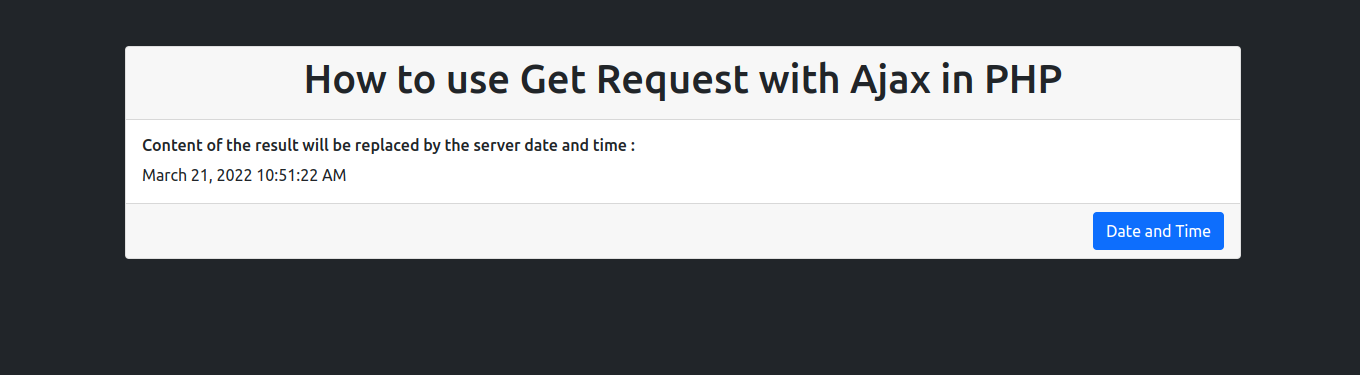 How to use Get Request with Ajax in PHP
Content of the result will be replaced by the server date and time :
March 21, 2022 10:51:22 AM
Date and Time